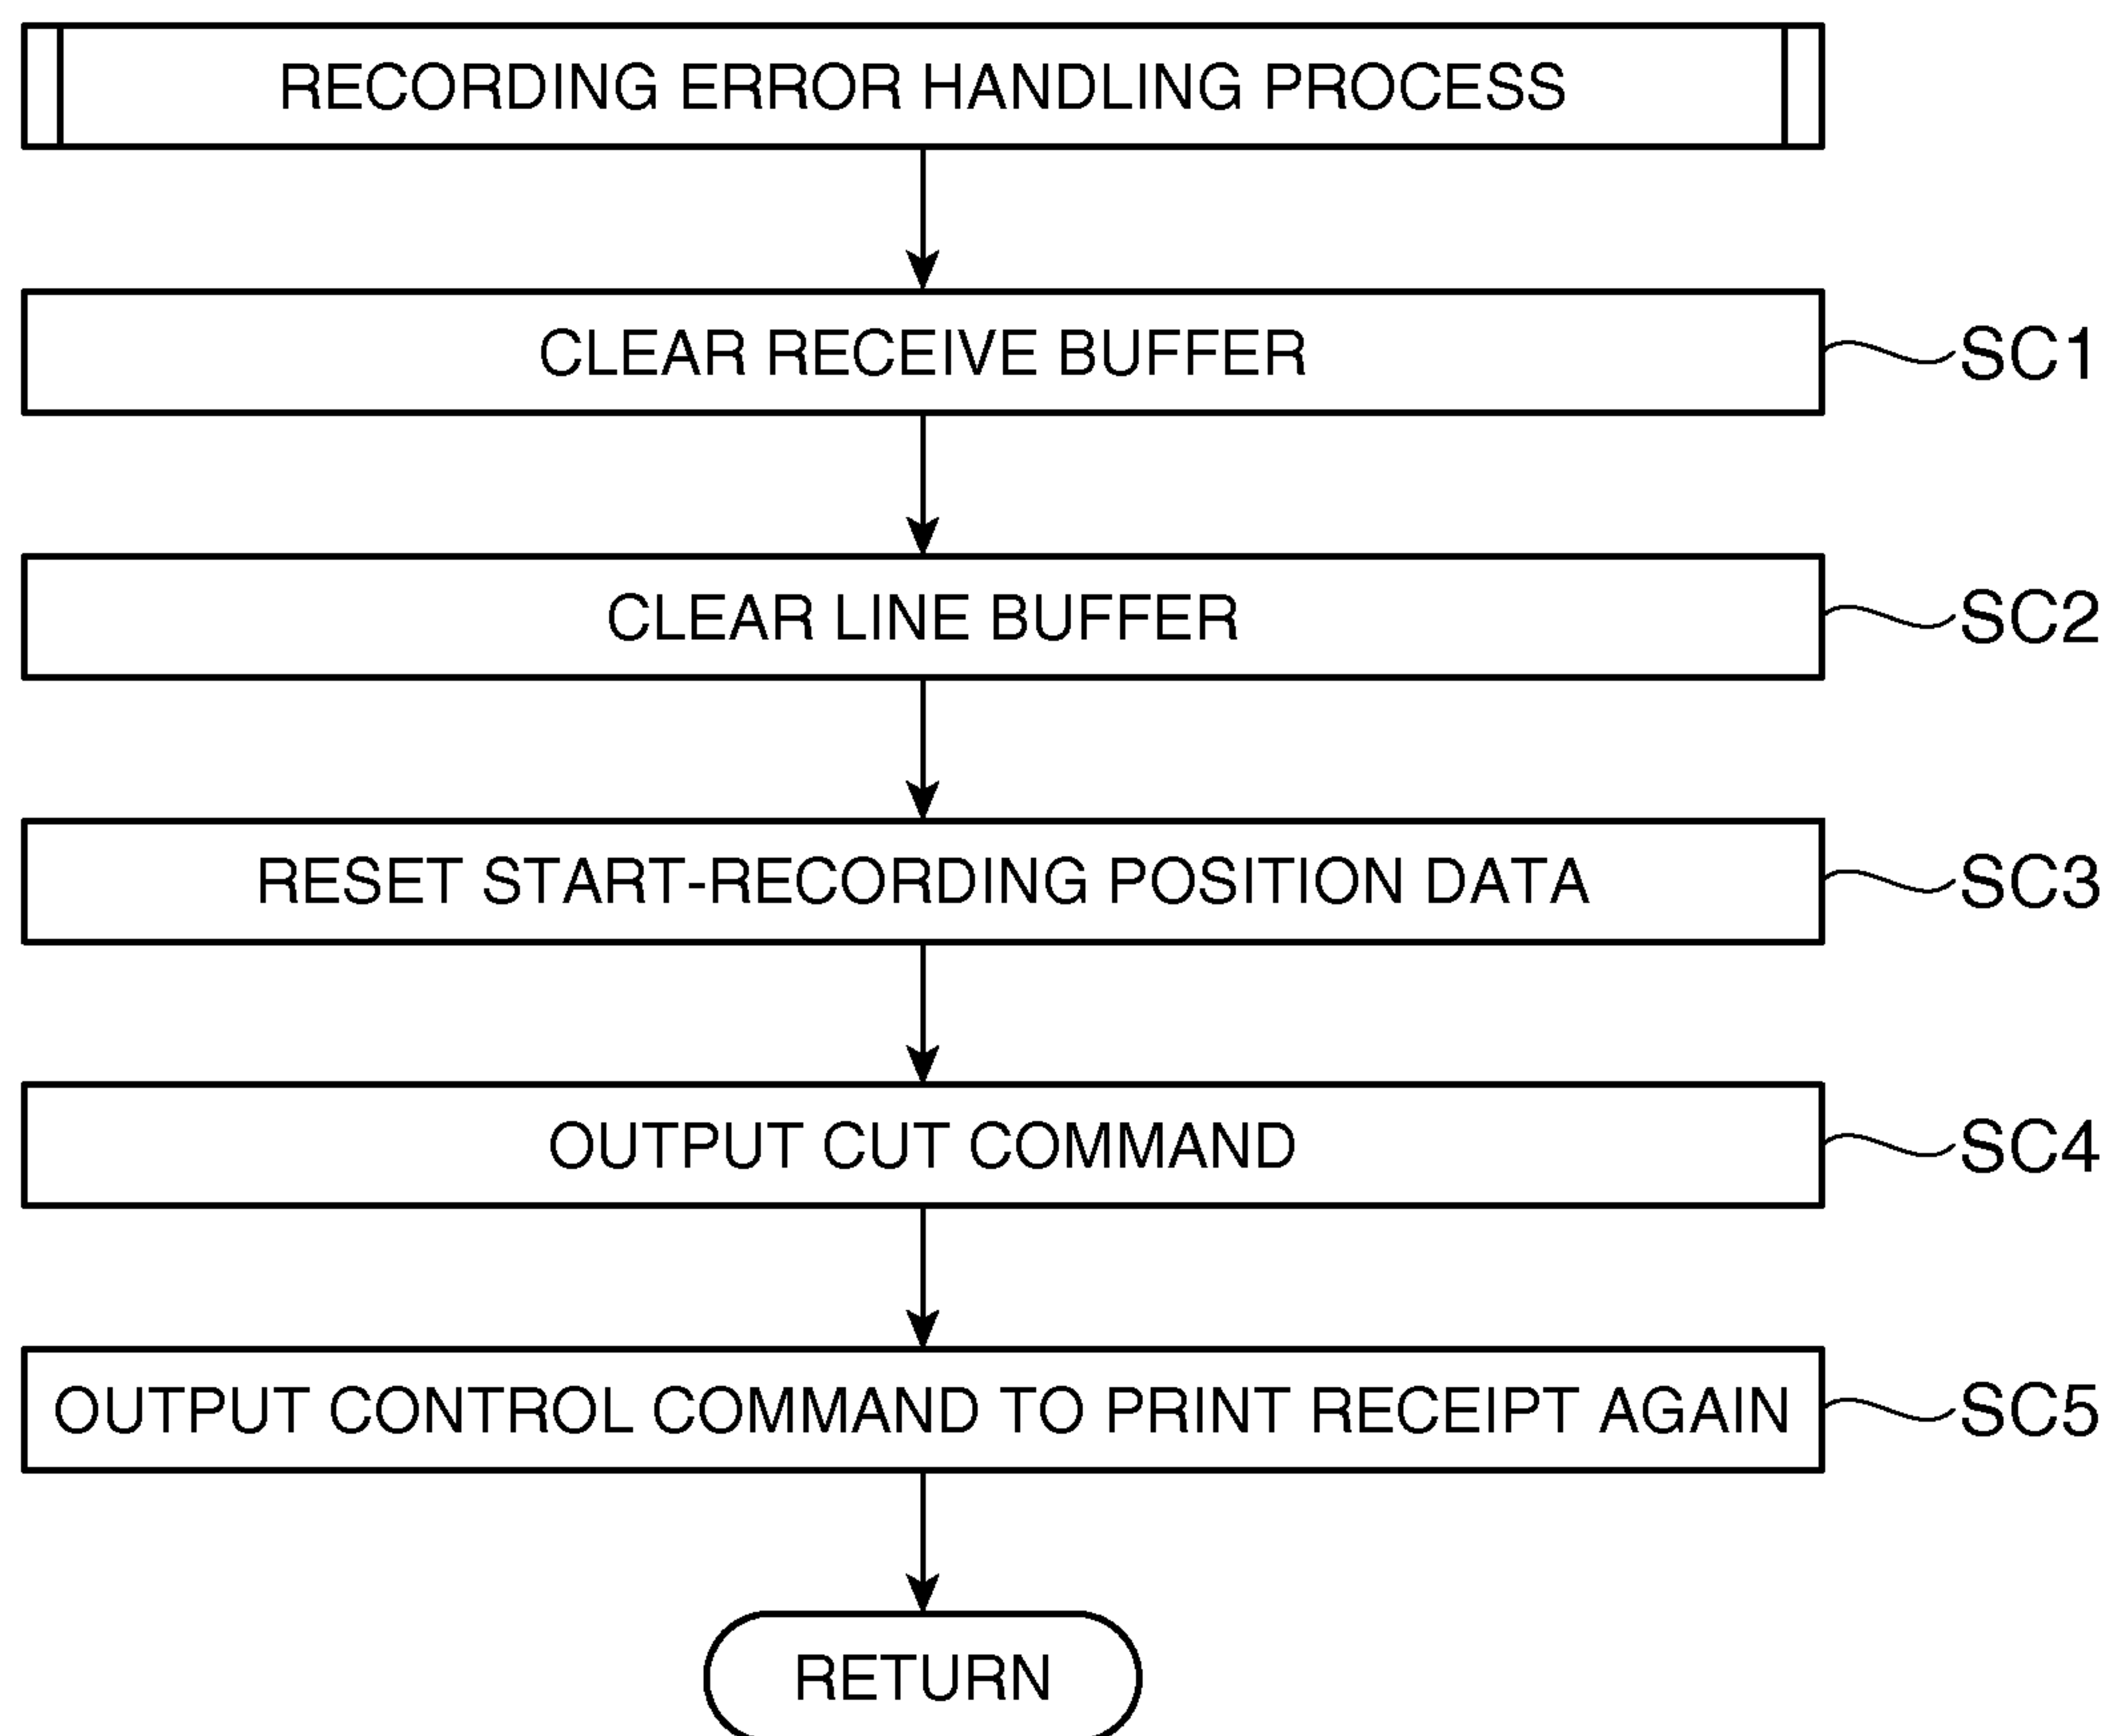 RECORDING ERROR HANDLING PROCESS
CLEAR RECEIVE BUFFER
SC1
CLEAR LINE BUFFER
SC2
RESET START-RECORDING POSITION DATA
SC3
OUTPUT CUT COMMAND
SC4
OUTPUT CONTROL COMMAND TO PRINT RECEIPT AGAIN
SC5
RETURN